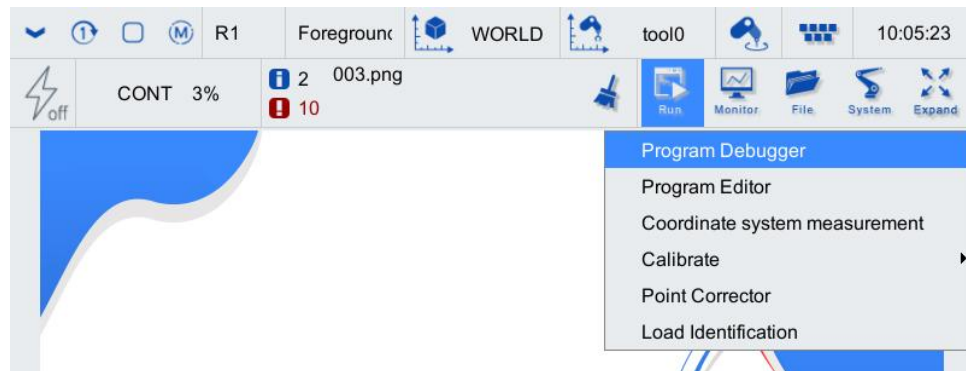 1 M R1 Foregrounc WORLD tool0 10:05:23
off CONT 3% i 2 003.png
! 10
Run Monitor File System Expand
Program Debugger
Program Editor
Coordinate system measurement
Calibrate
Point Corrector
Load Identification